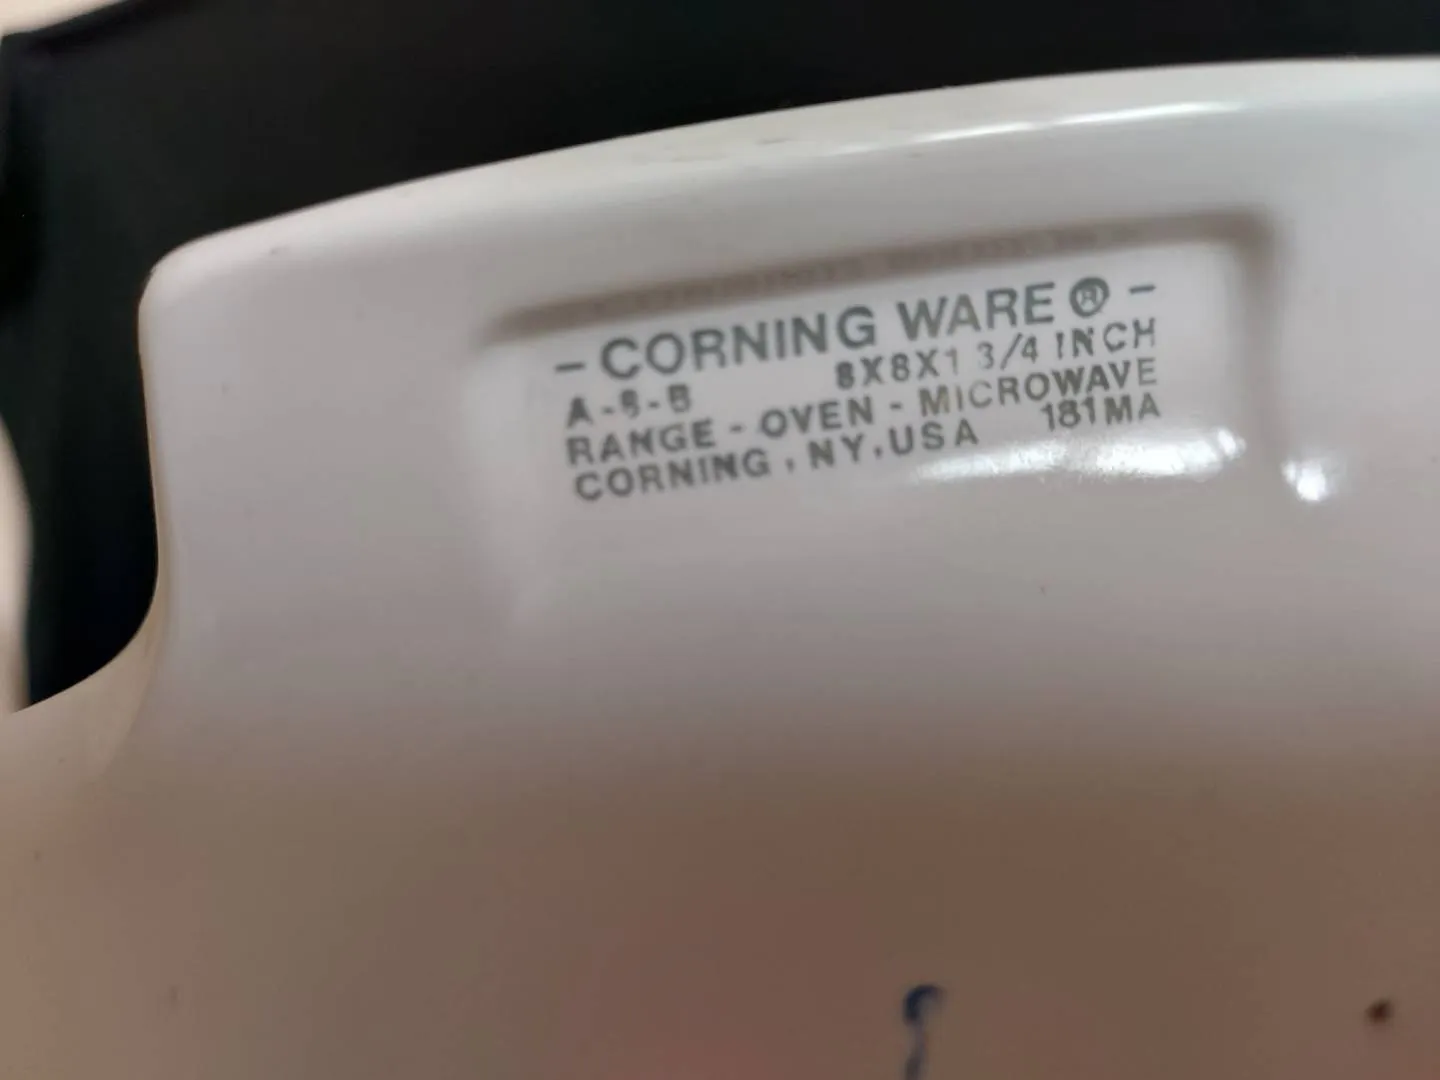 - CORNING WARE ® -
A-8-B 8X8X1 3/4 INCH
RANGE - OVEN - MICROWAVE
CORNING, NY, USA 181MA